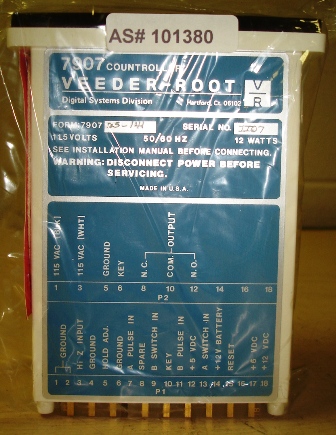 AS# 101380
7907 COUNTROLLER
VEEDER-ROOT
V
R
Digital Systems Division
Hartford, Ct. 06102
FORM 7907
SERIAL NO.
115 VOLTS 50/60 HZ 12 WATTS
SEE INSTALLATION MANUAL BEFORE CONNECTING.
WARNING: DISCONNECT POWER BEFORE
SERVICING.
MADE IN U.S.A.
115 VAC [BLK]
115 VAC [WHT]
GROUND
KEY
N.C.
COM.
N.O.
OUTPUT
1 3 5 6 8 10 12 14 16 18
P2
GROUND
HI-Z INPUT
GROUND
HOLD ADJ.
GROUND
A PULSE IN
SPARE
B SWITCH IN
KEY
B PULSE IN
+5 VDC
A SWITCH IN
+12V BATTERY
RESET
+5 VDC
+12 VDC
1 2 3 4 5 6 7 8 9 10 11 12 13 14 15 16 17 18
P1